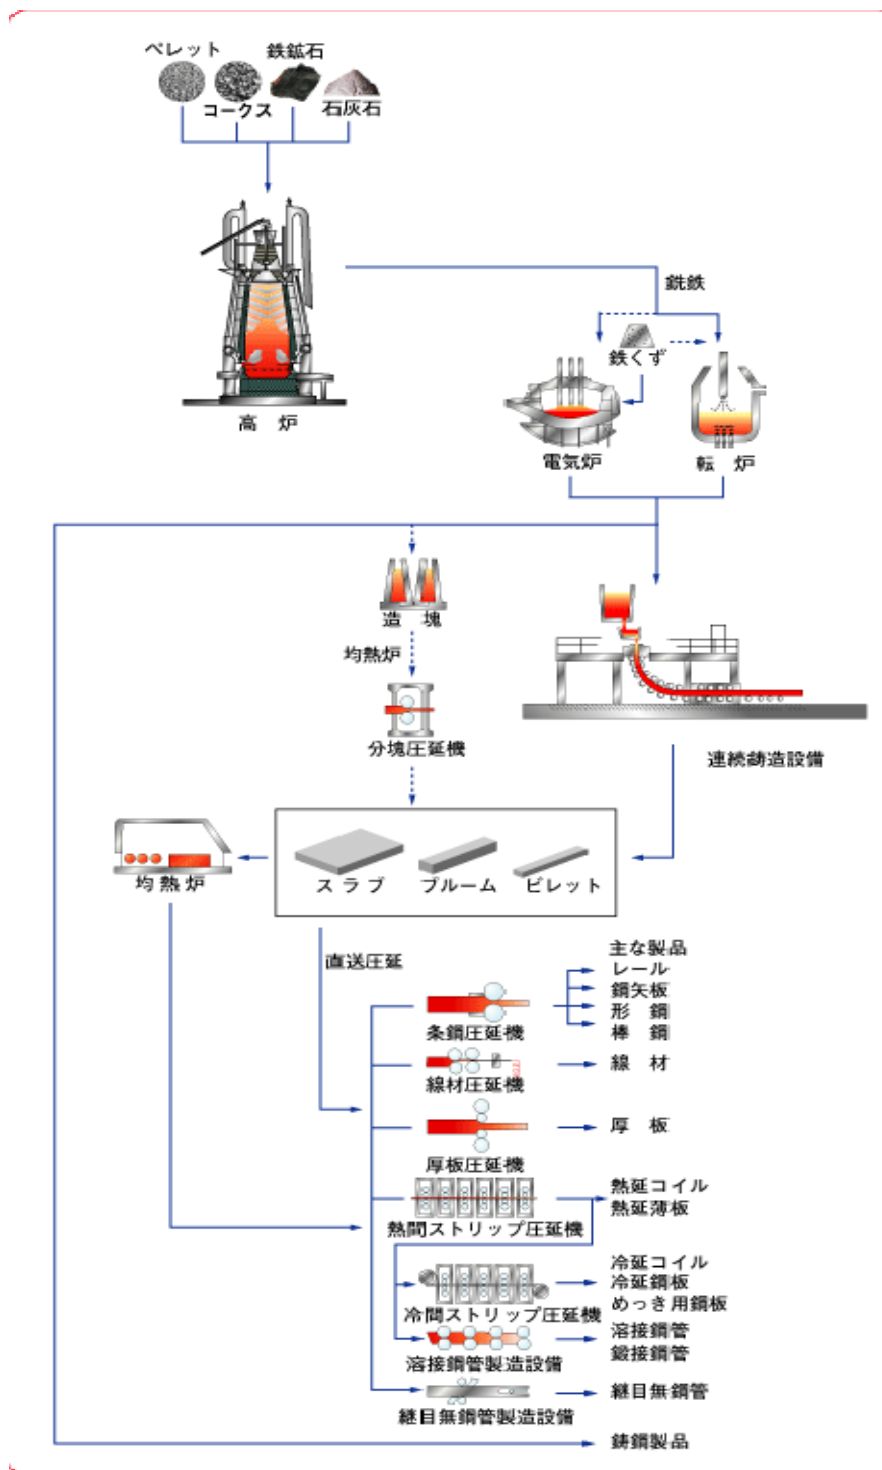 ペレット
鉄鉱石
コークス
石灰石
銑鉄
鉄くず
高 炉
電気炉
転 炉
造 塊
均熱炉
分塊圧延機
連続鋳造設備
スラブ
ブルーム
ビレット
均熱炉
直送圧延
主な製品
レール
鋼矢板
形 鋼
棒 鋼
条鋼圧延機
線 材
線材圧延機
厚 板
厚板圧延機
熱延コイル
熱延薄板
熱間ストリップ圧延機
冷延コイル
冷延鋼板
めっき用鋼板
冷間ストリップ圧延機
溶接鋼管
鍛接鋼管
溶接鋼管製造設備
継目無鋼管
継目無鋼管製造設備
鋳鋼製品